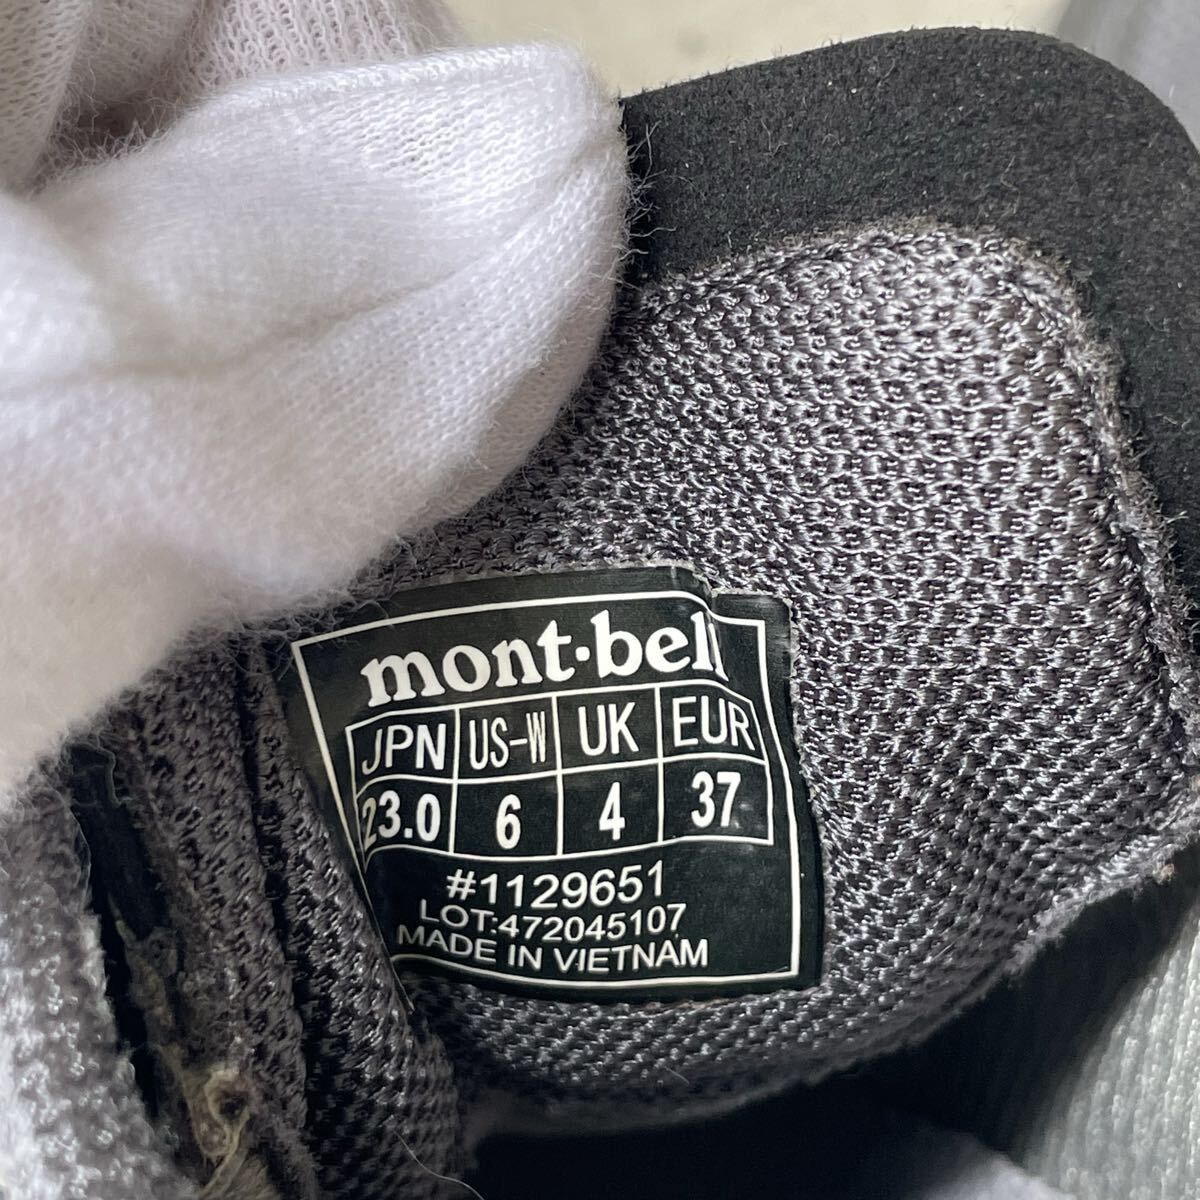 mont-bell
JPN US-W UK EUR
23.0 6 4 37
#1129651
LOT:472045107
MADE IN VIETNAM